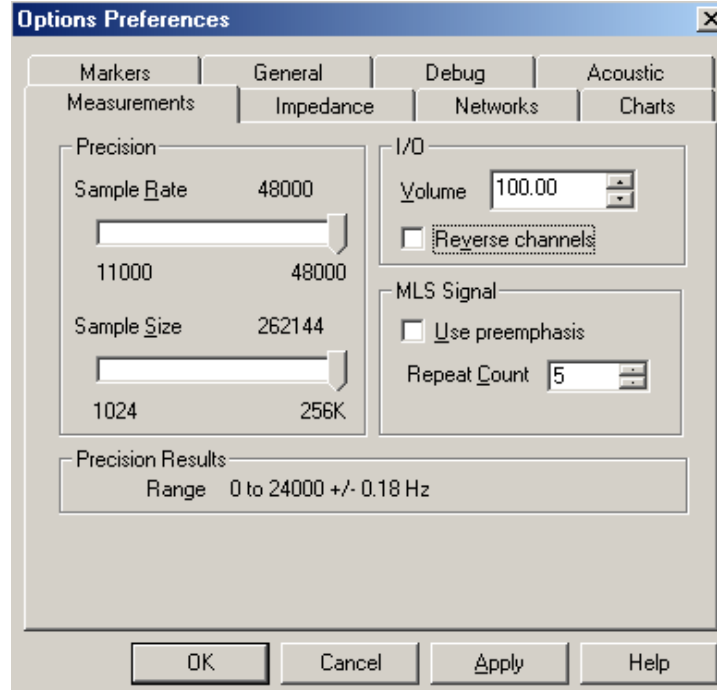 Options Preferences
Markers General Debug Acoustic
Measurements Impedance Networks Charts
Precision
Sample Rate 48000
11000 48000
Sample Size 262144
1024 256K
I/O
Volume 100.00
Reverse channels
MLS Signal
Use preemphasis
Repeat Count 5
Precision Results
Range 0 to 24000 +/- 0.18 Hz
OK Cancel Apply Help